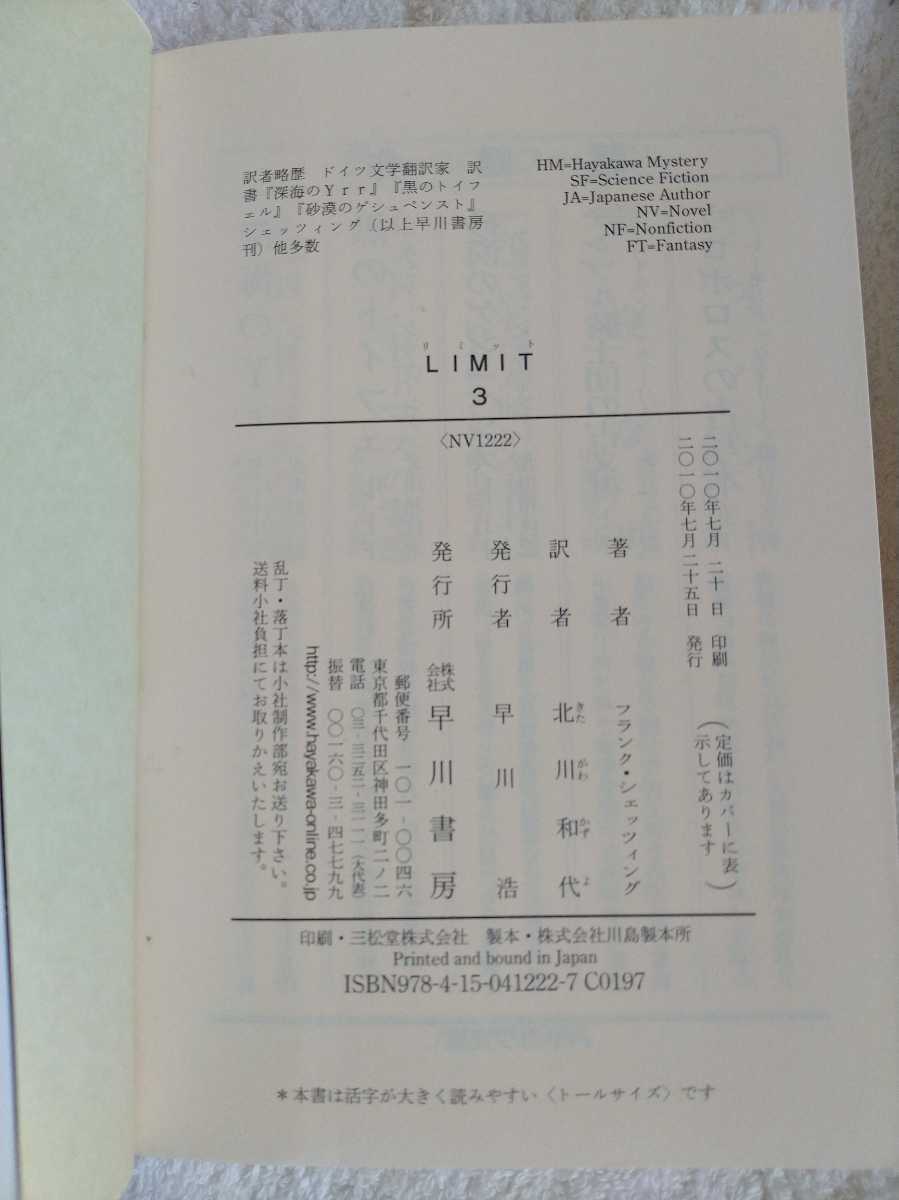 訳者略歴　ドイツ文学翻訳家　訳
書『深海のＹｒｒ』『黒のトイフ
ェル』『砂漠のゲシュペンスト』
シェッツィング（以上早川書房
刊）他多数
HM=Hayakawa Mystery
SF=Science Fiction
JA=Japanese Author
NV=Novel
NF=Nonfiction
FT=Fantasy
リミット
LIMIT
3
〈NV1222〉
二〇一〇年七月　二十日　印刷
二〇一〇年七月二十五日　発行
（定価はカバーに表
示してあります）
著者　フランク・シェッツィング
訳者　北川和代
きたがわかずよ
発行者　早川浩
発行所　株式会社　早川書房
郵便番号　一〇一‐〇〇四六
東京都千代田区神田多町二ノ二
電話　〇三‐三二五二‐三一一一（大代表）
振替　〇〇一六〇‐三‐四七七九九
http://www.hayakawa-online.co.jp
乱丁・落丁本は小社制作部宛お送り下さい。
送料小社負担にてお取りかえいたします。
印刷・三松堂株式会社　製本・株式会社川島製本所
Printed and bound in Japan
ISBN978-4-15-041222-7 C0197
＊本書は活字が大きく読みやすい〈トールサイズ〉です